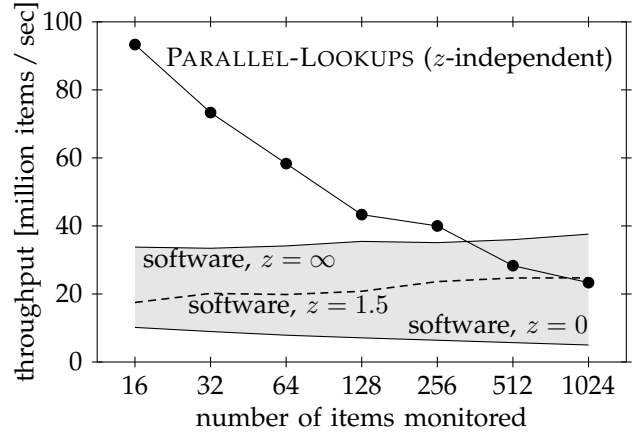 PARALLEL-LOOKUPS (z-independent)
throughput [million items / sec]
100
80
60
40
20
0
software, z = ∞
software, z = 1.5
software, z = 0
16 32 64 128 256 512 1024
number of items monitored